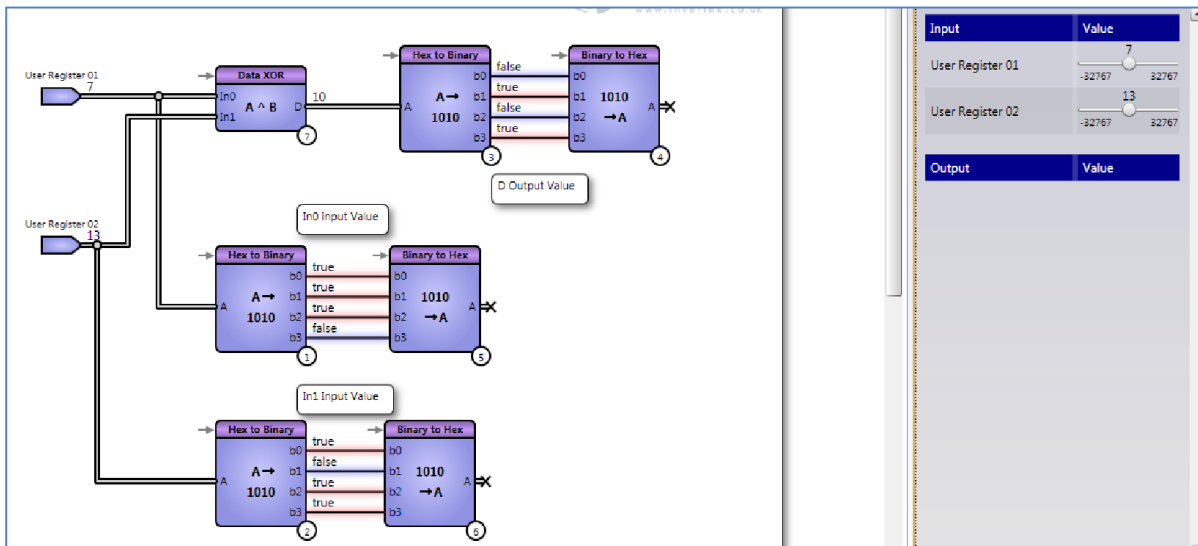 www.invertex.co.uk
User Register 01
7
Data XOR
In0
In1
A ^ B
D
10
7
Hex to Binary
A
A→
1010
b0
b1
b2
b3
3
false
true
false
true
Binary to Hex
b0
b1
b2
b3
1010
→A
A
4
D Output Value
User Register 02
13
In0 Input Value
Hex to Binary
A
A→
1010
b0
b1
b2
b3
1
true
true
true
false
Binary to Hex
b0
b1
b2
b3
1010
→A
A
5
In1 Input Value
Hex to Binary
A
A→
1010
b0
b1
b2
b3
2
true
false
true
true
Binary to Hex
b0
b1
b2
b3
1010
→A
A
6
Input Value
User Register 01
7
-32767 32767
User Register 02
13
-32767 32767
Output Value